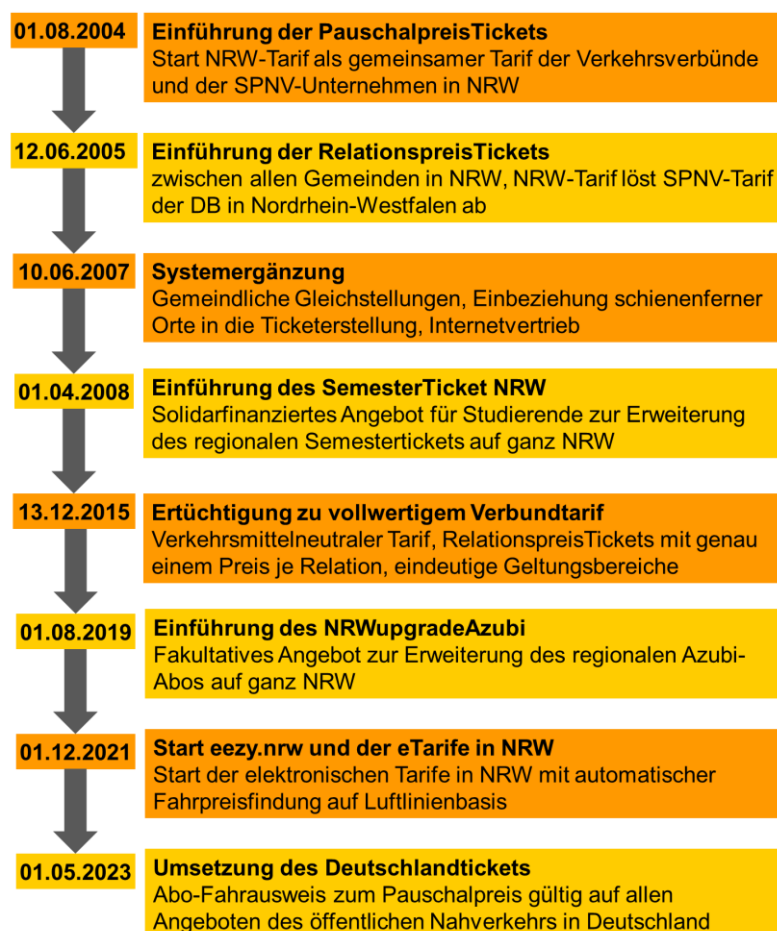 01.08.2004
Einführung der PauschalpreisTickets
Start NRW-Tarif als gemeinsamer Tarif der Verkehrsverbünde
und der SPNV-Unternehmen in NRW
12.06.2005
Einführung der RelationspreisTickets
zwischen allen Gemeinden in NRW, NRW-Tarif löst SPNV-Tarif
der DB in Nordrhein-Westfalen ab
10.06.2007
Systemergänzung
Gemeindliche Gleichstellungen, Einbeziehung schienenferner
Orte in die Ticketerstellung, Internetvertrieb
01.04.2008
Einführung des SemesterTicket NRW
Solidarfinanziertes Angebot für Studierende zur Erweiterung
des regionalen Semestertickets auf ganz NRW
13.12.2015
Ertüchtigung zu vollwertigem Verbundtarif
Verkehrsmittelneutraler Tarif, RelationspreisTickets mit genau
einem Preis je Relation, eindeutige Geltungsbereiche
01.08.2019
Einführung des NRWupgradeAzubi
Fakultatives Angebot zur Erweiterung des regionalen Azubi-
Abos auf ganz NRW
01.12.2021
Start eezy.nrw und der eTarife in NRW
Start der elektronischen Tarife in NRW mit automatischer
Fahrpreisfindung auf Luftlinienbasis
01.05.2023
Umsetzung des Deutschlandtickets
Abo-Fahrausweis zum Pauschalpreis gültig auf allen
Angeboten des öffentlichen Nahverkehrs in Deutschland